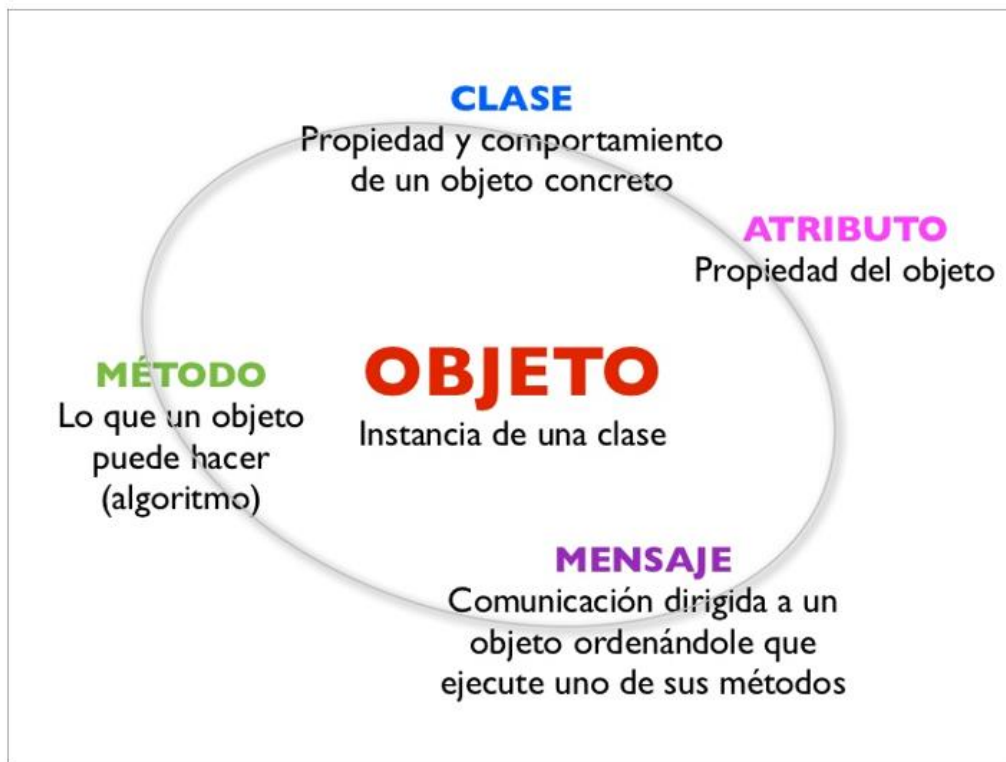 CLASE
Propiedad y comportamiento
de un objeto concreto
ATRIBUTO
Propiedad del objeto
OBJETO
Instancia de una clase
MÉTODO
Lo que un objeto
puede hacer
(algoritmo)
MENSAJE
Comunicación dirigida a un
objeto ordenándole que
ejecute uno de sus métodos